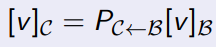 [v]_𝒞 = P_{𝒞←ℬ}[v]_ℬ